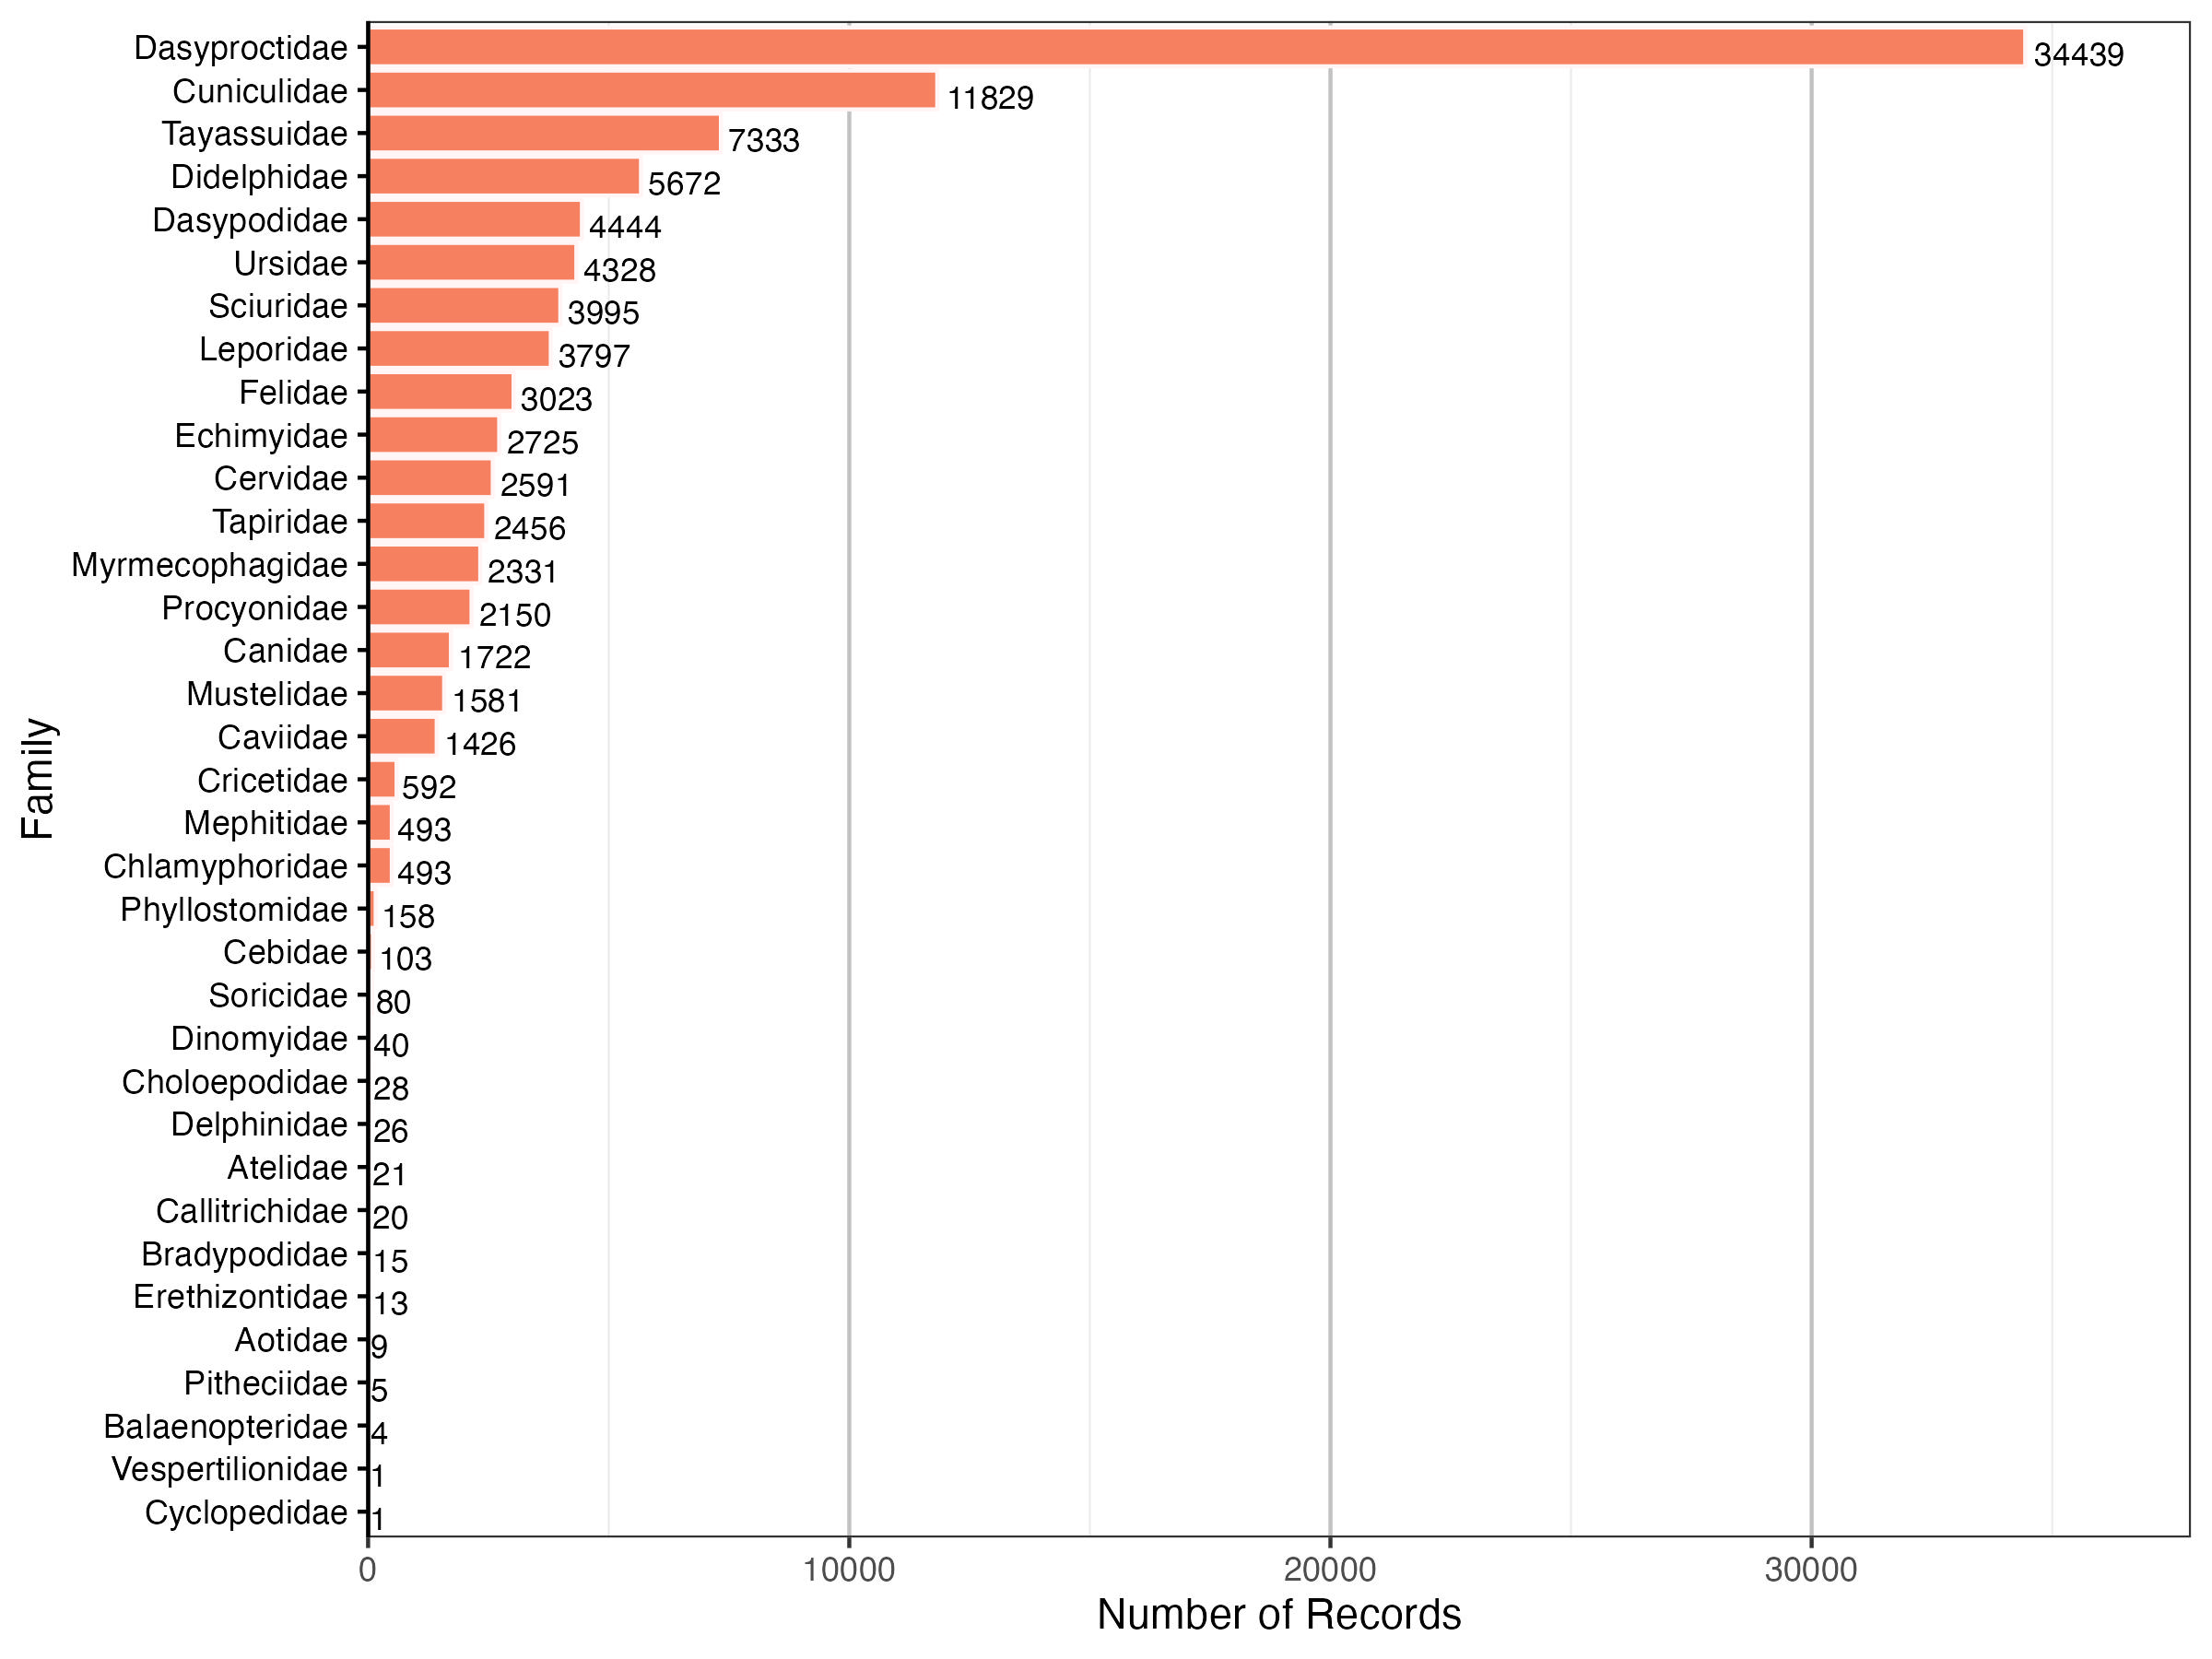 Dasyproctidae 34439
Cuniculidae 11829
Tayassuidae 7333
Didelphidae 5672
Dasypodidae 4444
Ursidae 4328
Sciuridae 3995
Leporidae 3797
Felidae 3023
Echimyidae 2725
Cervidae 2591
Tapiridae 2456
Myrmecophagidae 2331
Procyonidae 2150
Canidae 1722
Mustelidae 1581
Caviidae 1426
Cricetidae 592
Mephitidae 493
Chlamyphoridae 493
Phyllostomidae 158
Cebidae 103
Soricidae 80
Dinomyidae 40
Choloepodidae 28
Delphinidae 26
Atelidae 21
Callitrichidae 20
Bradypodidae 15
Erethizontidae 13
Aotidae 9
Pitheciidae 5
Balaenopteridae 4
Vespertilionidae 1
Cyclopedidae 1
Family
0 10000 20000 30000
Number of Records